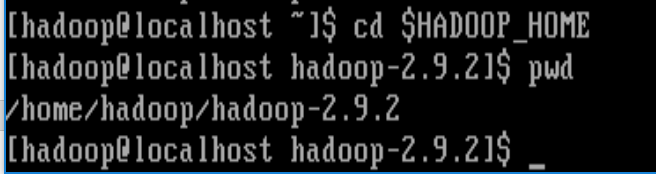 [hadoop@localhost ~]$ cd $HADOOP_HOME
[hadoop@localhost hadoop-2.9.2]$ pwd
/home/hadoop/hadoop-2.9.2
[hadoop@localhost hadoop-2.9.2]$ _